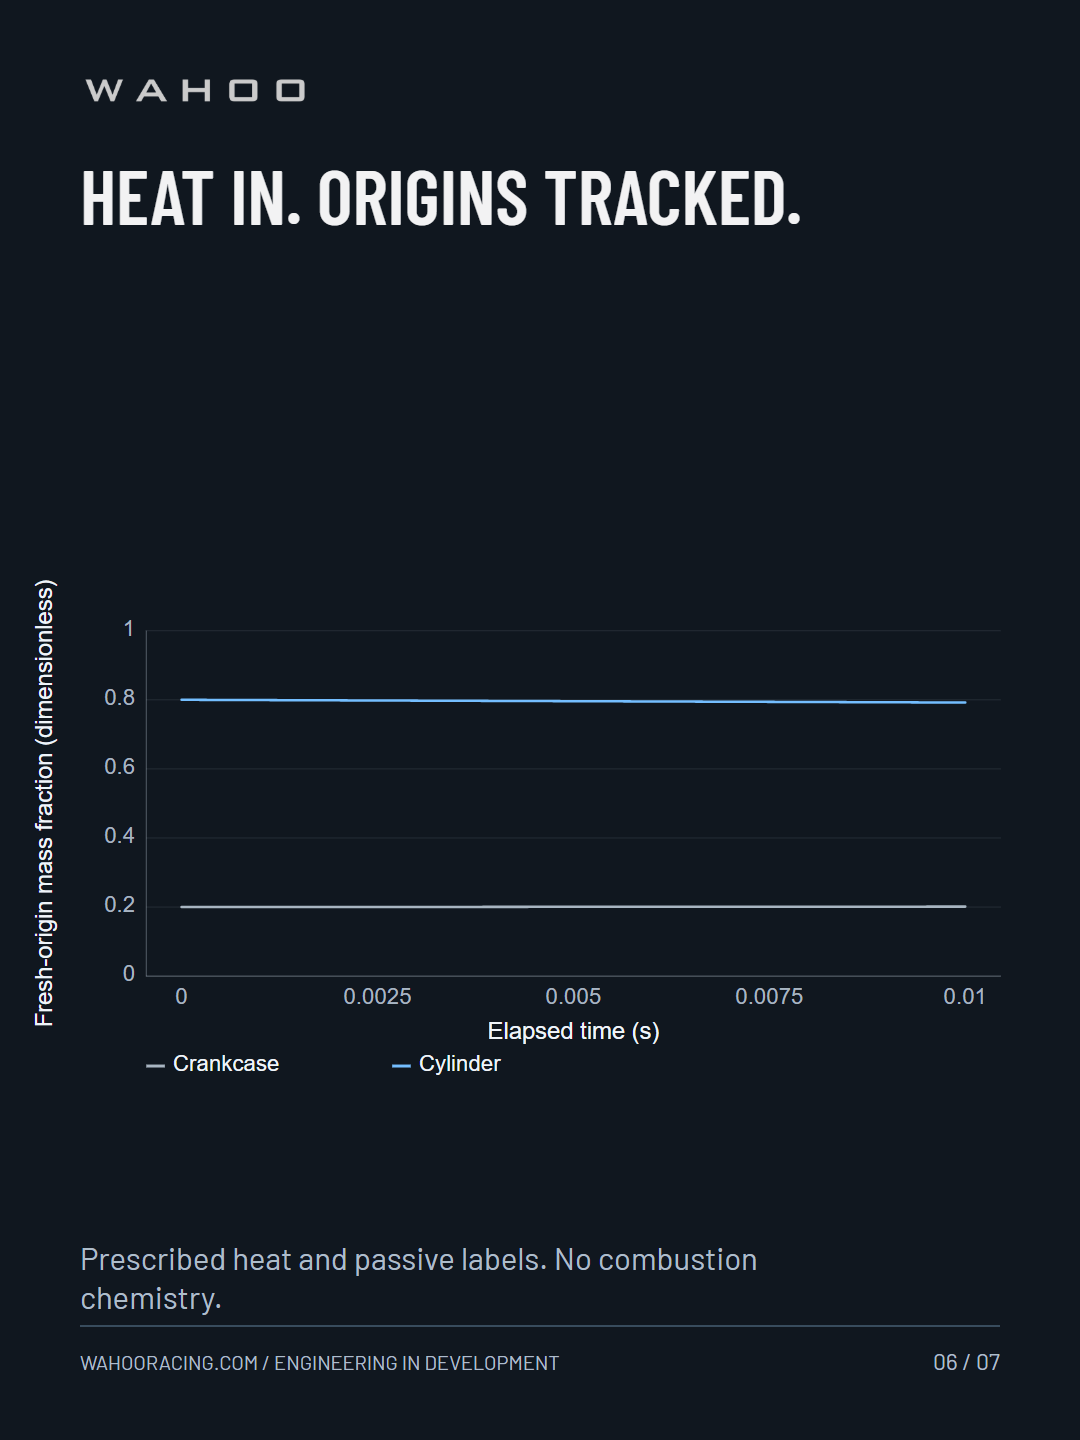 WAHOO
HEAT IN. ORIGINS TRACKED.
Fresh-origin mass fraction (dimensionless)
1
0.8
0.6
0.4
0.2
0
0 0.0025 0.005 0.0075 0.01
Elapsed time (s)
Crankcase Cylinder
Prescribed heat and passive labels. No combustion
chemistry.
WAHOORACING.COM / ENGINEERING IN DEVELOPMENT 06 / 07